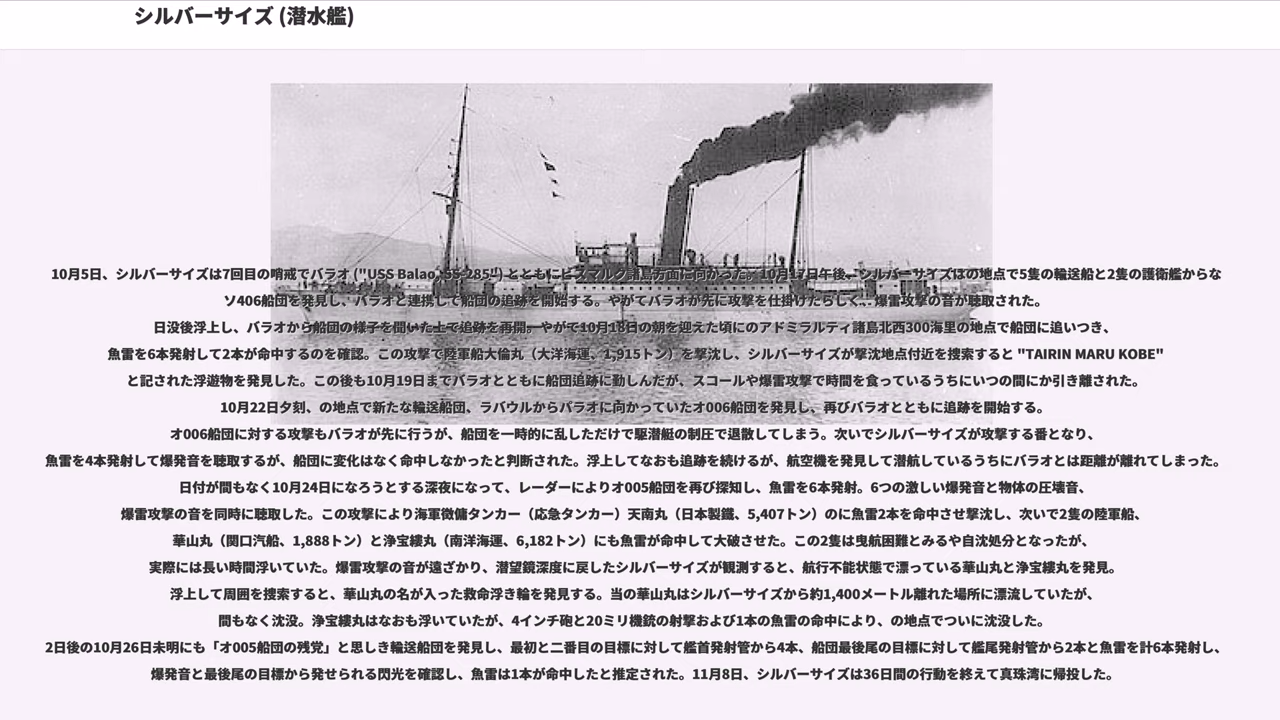 シルバーサイズ (潜水艦)
10月5日、シルバーサイズは7回目の哨戒でバラオ ("USS Balao, SS-285") とともにビスマルク諸島方面に向かった。10月17日午後、シルバーサイズはの地点で5隻の輸送船と2隻の護衛艦からな
ソ406船団を発見し、バラオと連携して船団の追跡を開始する。やがてバラオが先に攻撃を仕掛けたらしく、爆雷攻撃の音が聴取された。
日没後浮上し、バラオから船団の様子を聞いた上で追跡を再開。やがて10月18日の朝を迎えた頃にのアドミラルティ諸島北西300海里の地点で船団に追いつき、
魚雷を6本発射して2本が命中するのを確認。この攻撃で陸軍船大倫丸（大洋海運、1,915トン）を撃沈し、シルバーサイズが撃沈地点付近を捜索すると "TAIRIN MARU KOBE"
と記された浮遊物を発見した。この後も10月19日までバラオとともに船団追跡に勤しんだが、スコールや爆雷攻撃で時間を食っているうちにいつの間にか引き離された。
10月22日夕刻、の地点で新たな輸送船団、ラバウルからパラオに向かっていたオ006船団を発見し、再びバラオとともに追跡を開始する。
オ006船団に対する攻撃もバラオが先に行うが、船団を一時的に乱しただけで駆潜艇の制圧で退散してしまう。次いでシルバーサイズが攻撃する番となり、
魚雷を4本発射して爆発音を聴取するが、船団に変化はなく命中しなかったと判断された。浮上してなおも追跡を続けるが、航空機を発見して潜航しているうちにバラオとは距離が離れてしまった。
日付が間もなく10月24日になろうとする深夜になって、レーダーによりオ005船団を再び探知し、魚雷を6本発射。6つの激しい爆発音と物体の圧壊音、
爆雷攻撃の音を同時に聴取した。この攻撃により海軍徴傭タンカー（応急タンカー）天南丸（日本製鐵、5,407トン）のに魚雷2本を命中させ撃沈し、次いで2隻の陸軍船、
華山丸（関口汽船、1,888トン）と浄宝縷丸（南洋海運、6,182トン）にも魚雷が命中して大破させた。この2隻は曳航困難とみるや自沈処分となったが、
実際には長い時間浮いていた。爆雷攻撃の音が遠ざかり、潜望鏡深度に戻したシルバーサイズが観測すると、航行不能状態で漂っている華山丸と浄宝縷丸を発見。
浮上して周囲を捜索すると、華山丸の名が入った救命浮き輪を発見する。当の華山丸はシルバーサイズから約1,400メートル離れた場所に漂流していたが、
間もなく沈没。浄宝縷丸はなおも浮いていたが、4インチ砲と20ミリ機銃の射撃および1本の魚雷の命中により、の地点でついに沈没した。
2日後の10月26日未明にも「オ005船団の残党」と思しき輸送船団を発見し、最初と二番目の目標に対して艦首発射管から4本、船団最後尾の目標に対して艦尾発射管から2本と魚雷を計6本発射し、
爆発音と最後尾の目標から発せられる閃光を確認し、魚雷は1本が命中したと推定された。11月8日、シルバーサイズは36日間の行動を終えて真珠湾に帰投した。